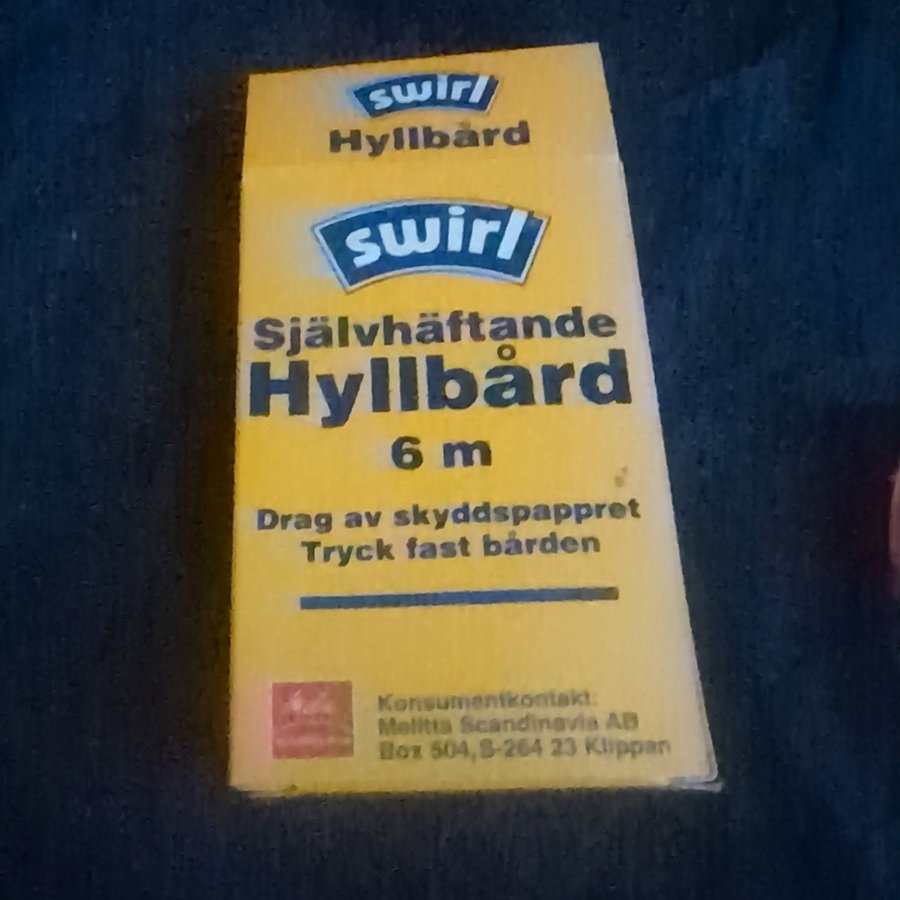 swirl
Hyllbård
swirl
Självhäftande
Hyllbård
6 m
Drag av skyddspappret
Tryck fast bården
Konsumentkontakt:
Melitta Scandinavia AB
Box 504, S-264 23 Klippan